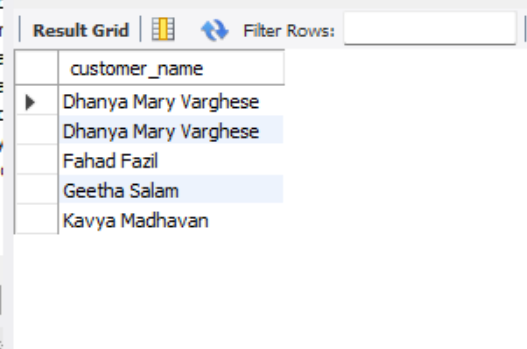 Result Grid Filter Rows:
customer_name
Dhanya Mary Varghese
Dhanya Mary Varghese
Fahad Fazil
Geetha Salam
Kavya Madhavan